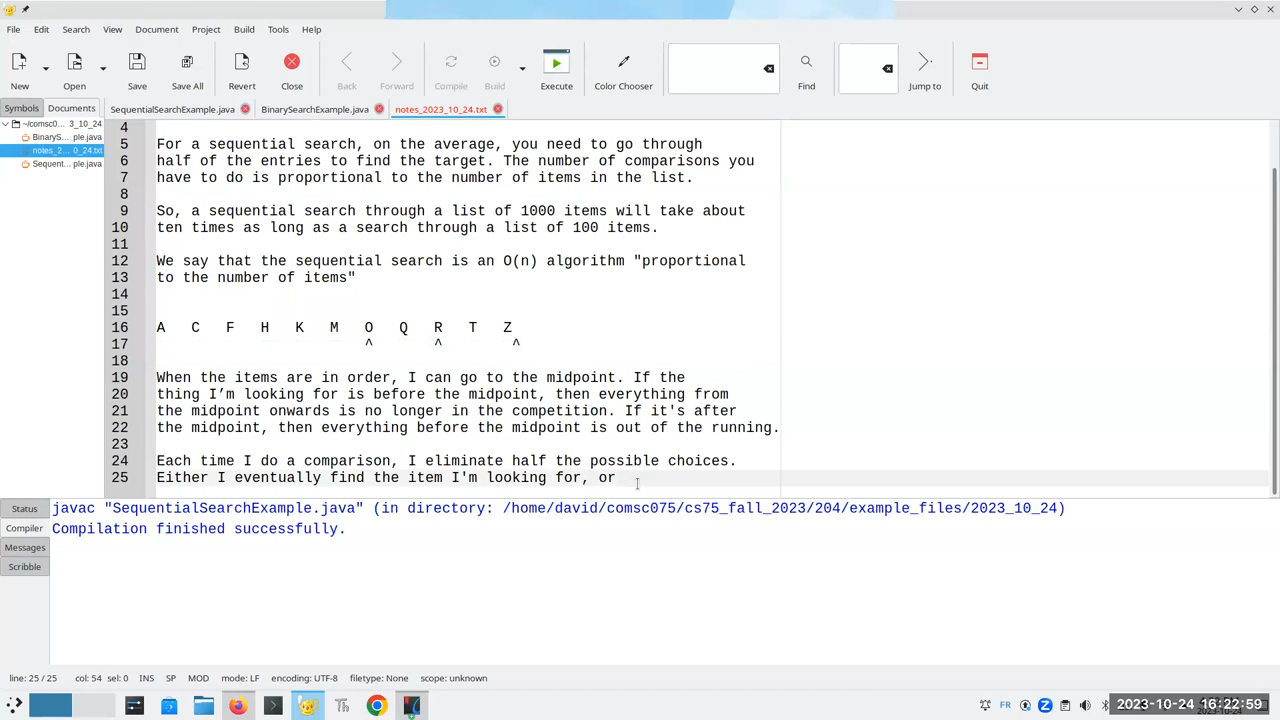 File Edit Search View Document Project Build Tools Help
New Open Save Save All Revert Close Back Forward Compile Build Execute Color Chooser Find Jump to Quit
Symbols Documents SequentialSearchExample.java BinarySearchExample.java notes_2023_10_24.txt
~/comsc0... 3_10_24
BinaryS... ple.java
notes_2... 0_24.txt
Sequent... ple.java
4
5 For a sequential search, on the average, you need to go through
6 half of the entries to find the target. The number of comparisons you
7 have to do is proportional to the number of items in the list.
8
9 So, a sequential search through a list of 1000 items will take about
10 ten times as long as a search through a list of 100 items.
11
12 We say that the sequential search is an O(n) algorithm "proportional
13 to the number of items"
14
15
16 A C F H K M O Q R T Z
17 ^ ^ ^
18
19 When the items are in order, I can go to the midpoint. If the
20 thing I’m looking for is before the midpoint, then everything from
21 the midpoint onwards is no longer in the competition. If it's after
22 the midpoint, then everything before the midpoint is out of the running.
23
24 Each time I do a comparison, I eliminate half the possible choices.
25 Either I eventually find the item I'm looking for, or
Status
Compiler
Messages
Scribble
javac "SequentialSearchExample.java" (in directory: /home/david/comsc075/cs75_fall_2023/204/example_files/2023_10_24)
Compilation finished successfully.
line: 25 / 25 col: 54 sel: 0 INS SP MOD mode: LF encoding: UTF-8 filetype: None scope: unknown
FR 2023-10-24 16:22:59